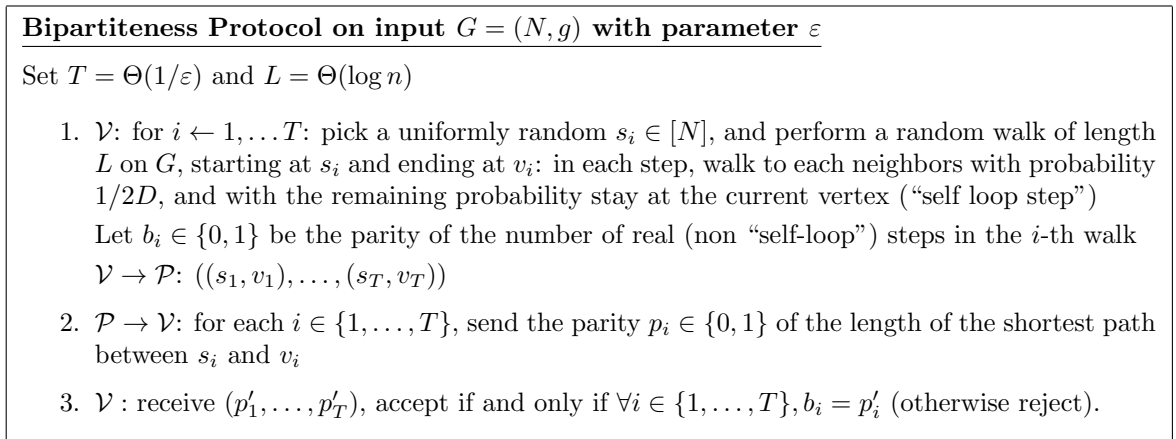 Bipartiteness Protocol on input G = (N, g) with parameter ε
Set T = Θ(1/ε) and L = Θ(log n)
1. 𝒱: for i ← 1, . . . T: pick a uniformly random s_i ∈ [N], and perform a random walk of length
L on G, starting at s_i and ending at v_i: in each step, walk to each neighbors with probability
1/2D, and with the remaining probability stay at the current vertex (“self loop step”)
Let b_i ∈ {0, 1} be the parity of the number of real (non “self-loop”) steps in the i-th walk
𝒱 → 𝒫: ((s_1, v_1), . . . , (s_T, v_T))
2. 𝒫 → 𝒱: for each i ∈ {1, . . . , T}, send the parity p_i ∈ {0, 1} of the length of the shortest path
between s_i and v_i
3. 𝒱 : receive (p′_1, . . . , p′_T), accept if and only if ∀i ∈ {1, . . . , T}, b_i = p′_i (otherwise reject).